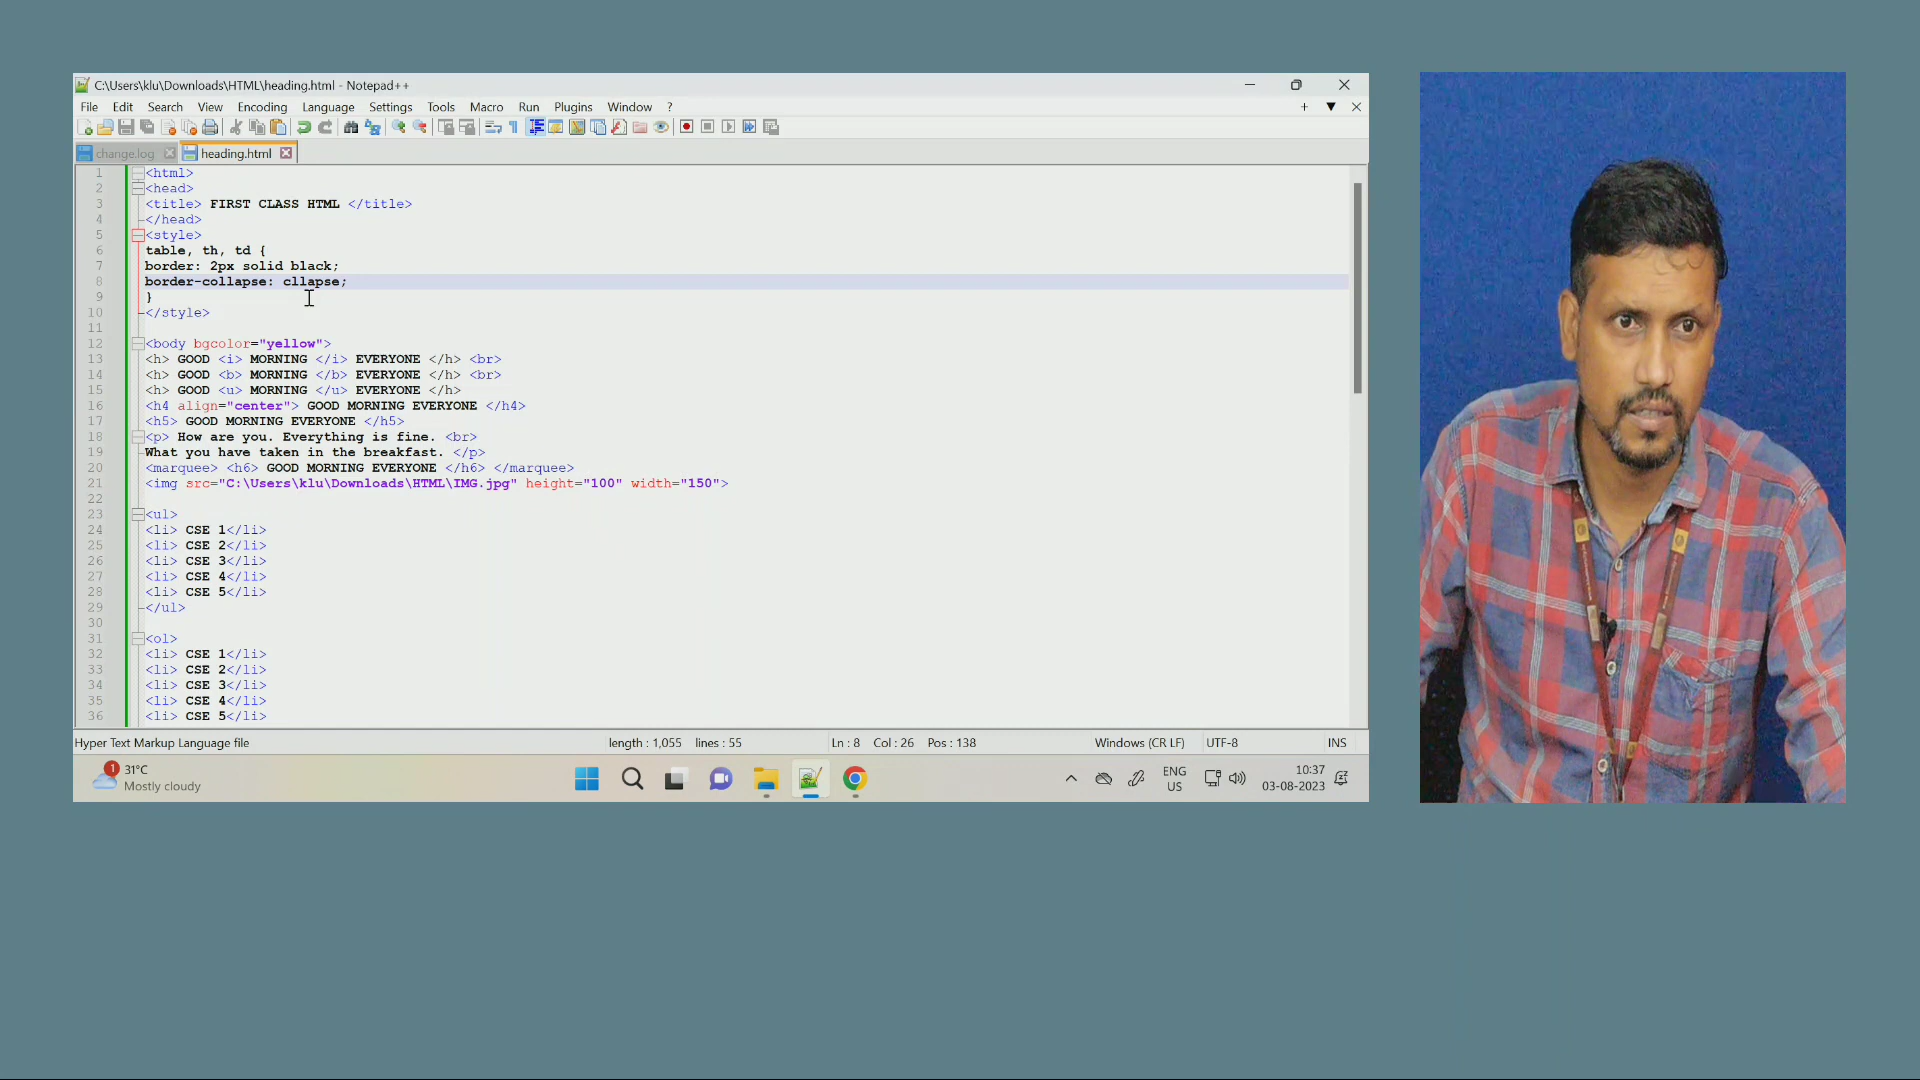 C:\Users\klu\Downloads\HTML\heading.html - Notepad++
File Edit Search View Encoding Language Settings Tools Macro Run Plugins Window ?
change.log heading.html
1 <html>
2 <head>
3 <title> FIRST CLASS HTML </title>
4 </head>
5 <style>
6 table, th, td {
7 border: 2px solid black;
8 border-collapse: cllapse;
9 }
10 </style>
11
12 <body bgcolor="yellow">
13 <h> GOOD <i> MORNING </i> EVERYONE </h> <br>
14 <h> GOOD <b> MORNING </b> EVERYONE </h> <br>
15 <h> GOOD <u> MORNING </u> EVERYONE </h>
16 <h4 align="center"> GOOD MORNING EVERYONE </h4>
17 <h5> GOOD MORNING EVERYONE </h5>
18 <p> How are you. Everything is fine. <br>
19 What you have taken in the breakfast. </p>
20 <marquee> <h6> GOOD MORNING EVERYONE </h6> </marquee>
21 <img src="C:\Users\klu\Downloads\HTML\IMG.jpg" height="100" width="150">
22
23 <ul>
24 <li> CSE 1</li>
25 <li> CSE 2</li>
26 <li> CSE 3</li>
27 <li> CSE 4</li>
28 <li> CSE 5</li>
29 </ul>
30
31 <ol>
32 <li> CSE 1</li>
33 <li> CSE 2</li>
34 <li> CSE 3</li>
35 <li> CSE 4</li>
36 <li> CSE 5</li>
Hyper Text Markup Language file length : 1,055 lines : 55 Ln : 8 Col : 26 Pos : 138 Windows (CR LF) UTF-8 INS
1 31°C
Mostly cloudy
ENG
US
10:37
03-08-2023